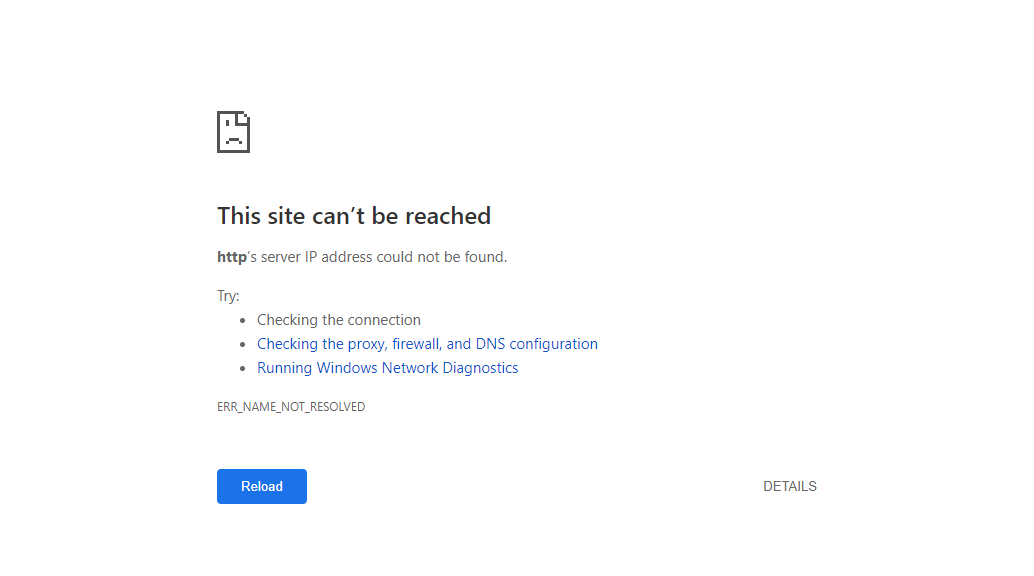 This site can’t be reached
http’s server IP address could not be found.
Try:
Checking the connection
Checking the proxy, firewall, and DNS configuration
Running Windows Network Diagnostics
ERR_NAME_NOT_RESOLVED
Reload
DETAILS